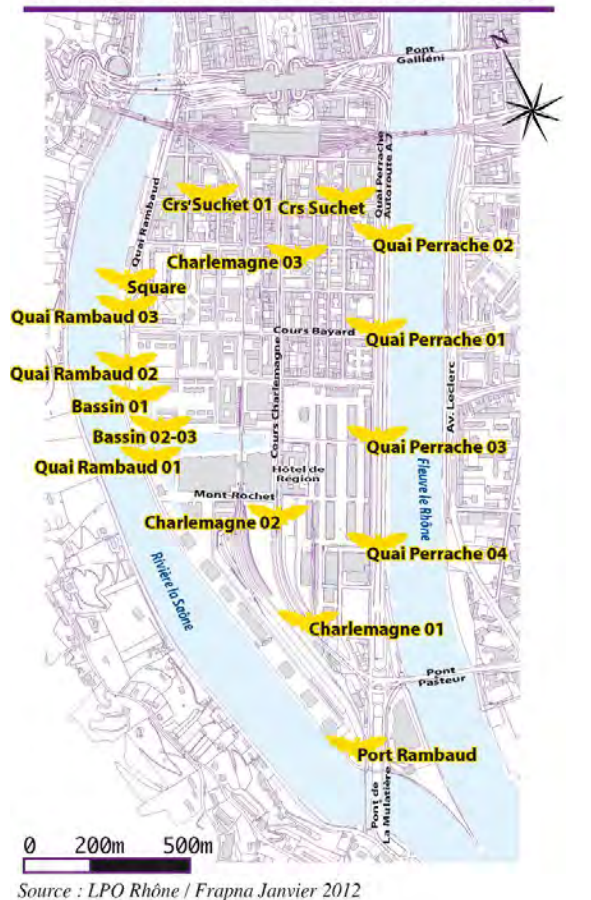 Pont
Galliéni
N
Quai Perrache
Autoroute A7
Quai Rambaud
Crs Suchet 01
Crs Suchet
Quai Perrache 02
Charlemagne 03
Square
Quai Rambaud 03
Cours Bayard
Quai Perrache 01
Quai Rambaud 02
Cours Charlemagne
Av. Leclerc
Bassin 01
Bassin 02-03
Quai Perrache 03
Quai Rambaud 01
Hôtel de
Région
Fleuve le Rhône
Mont-Rochet
Charlemagne 02
Quai Perrache 04
Rivière la Saône
Charlemagne 01
Pont
Pasteur
Port Rambaud
Pont de
La Mulatière
0 200m 500m
Source : LPO Rhône / Frapna Janvier 2012